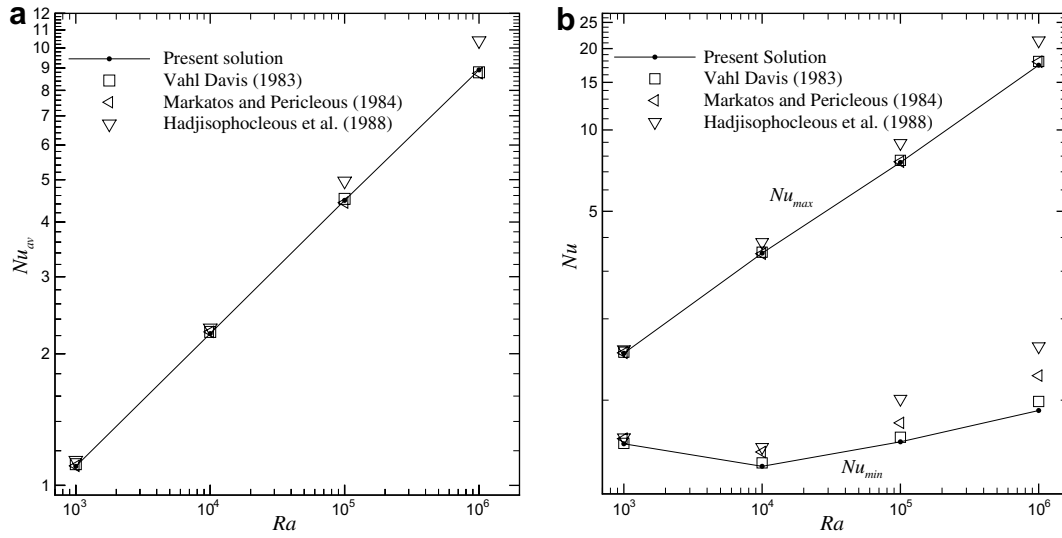 a
12
11
10
9
8
7
6
5
4
3
2
1
Nu_av
Present solution
Vahl Davis (1983)
Markatos and Pericleous (1984)
Hadjisophocleous et al. (1988)
10^3
10^4
10^5
10^6
Ra
b
25
20
15
10
5
Nu
Present Solution
Vahl Davis (1983)
Markatos and Pericleous (1984)
Hadjisophocleous et al. (1988)
Nu_max
Nu_min
10^3
10^4
10^5
10^6
Ra